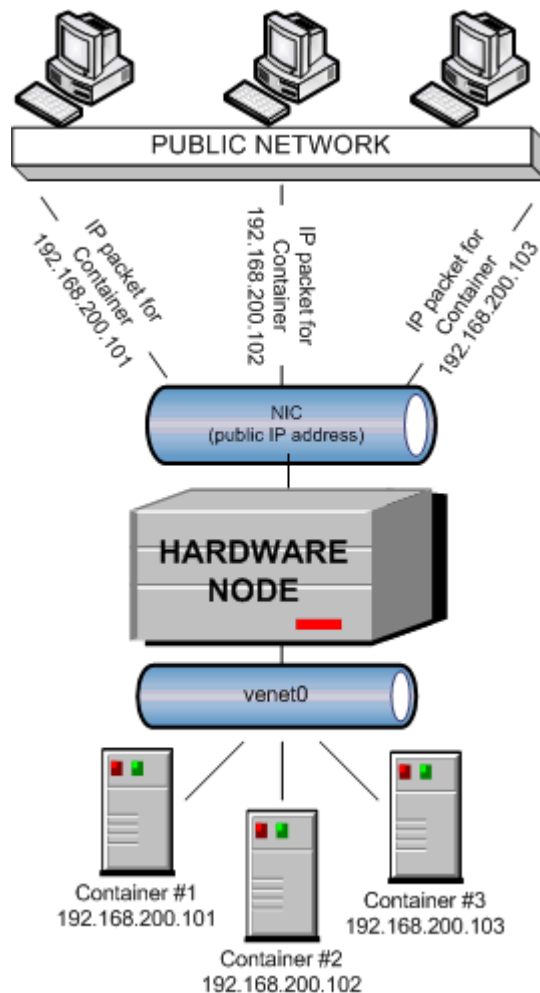 PUBLIC NETWORK
IP packet for
Container
192.168.200.101
IP packet for
Container
192.168.200.102
IP packet for
Container
192.168.200.103
NIC
(public IP address)
HARDWARE
NODE
venet0
Container #1
192.168.200.101
Container #2
192.168.200.102
Container #3
192.168.200.103